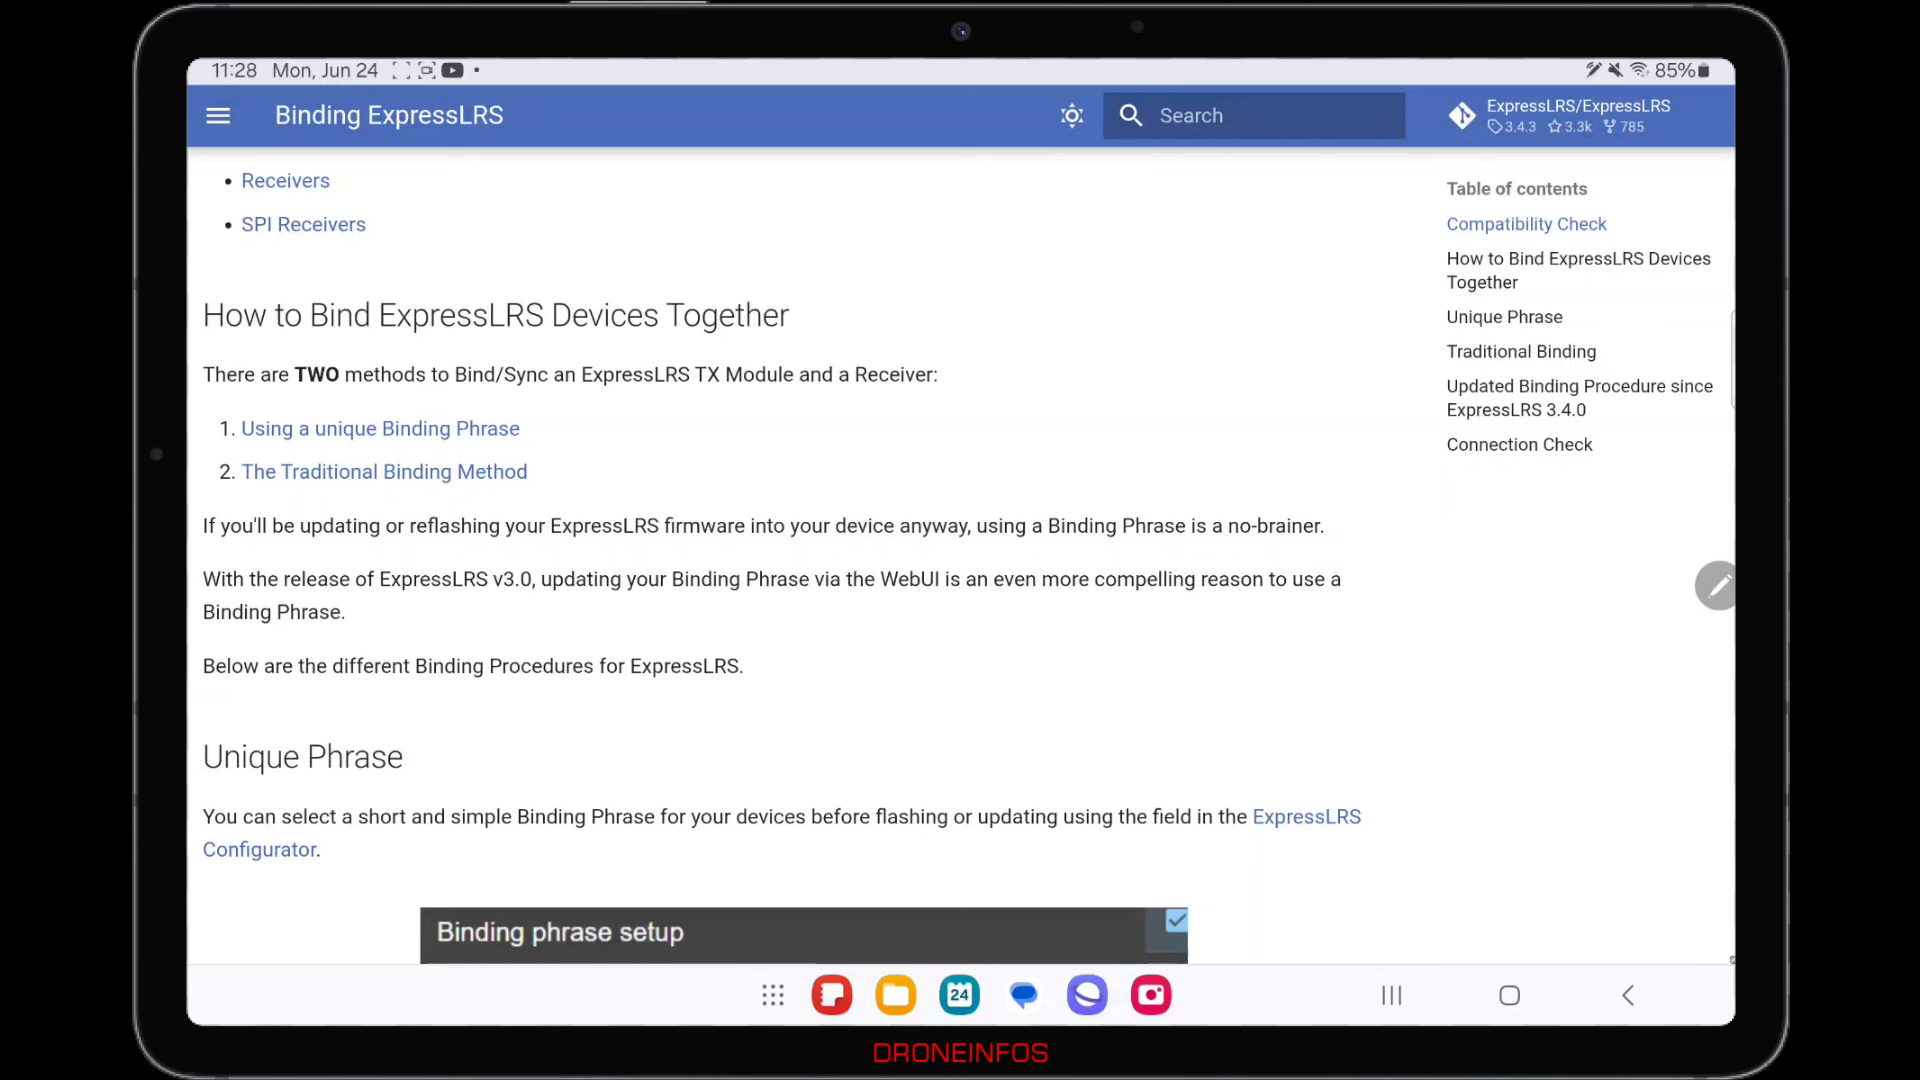 11:28 Mon, Jun 24
85%
Binding ExpressLRS
Search
ExpressLRS/ExpressLRS
3.4.3 3.3k 785
• Receivers
• SPI Receivers
How to Bind ExpressLRS Devices Together
There are TWO methods to Bind/Sync an ExpressLRS TX Module and a Receiver:
1. Using a unique Binding Phrase
2. The Traditional Binding Method
If you'll be updating or reflashing your ExpressLRS firmware into your device anyway, using a Binding Phrase is a no-brainer.
With the release of ExpressLRS v3.0, updating your Binding Phrase via the WebUI is an even more compelling reason to use a
Binding Phrase.
Below are the different Binding Procedures for ExpressLRS.
Unique Phrase
You can select a short and simple Binding Phrase for your devices before flashing or updating using the field in the ExpressLRS
Configurator.
Binding phrase setup
Table of contents
Compatibility Check
How to Bind ExpressLRS Devices
Together
Unique Phrase
Traditional Binding
Updated Binding Procedure since
ExpressLRS 3.4.0
Connection Check
24
DRONEINFOS